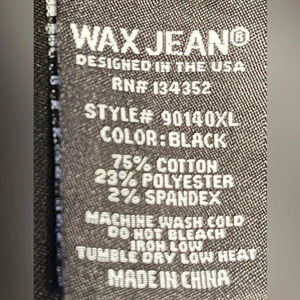 WAX JEAN®
DESIGNED IN THE USA
RN# 134352
STYLE# 90140XL
COLOR: BLACK
75% COTTON
23% POLYESTER
2% SPANDEX
MACHINE WASH COLD
DO NOT BLEACH
IRON LOW
TUMBLE DRY LOW HEAT
MADE IN CHINA